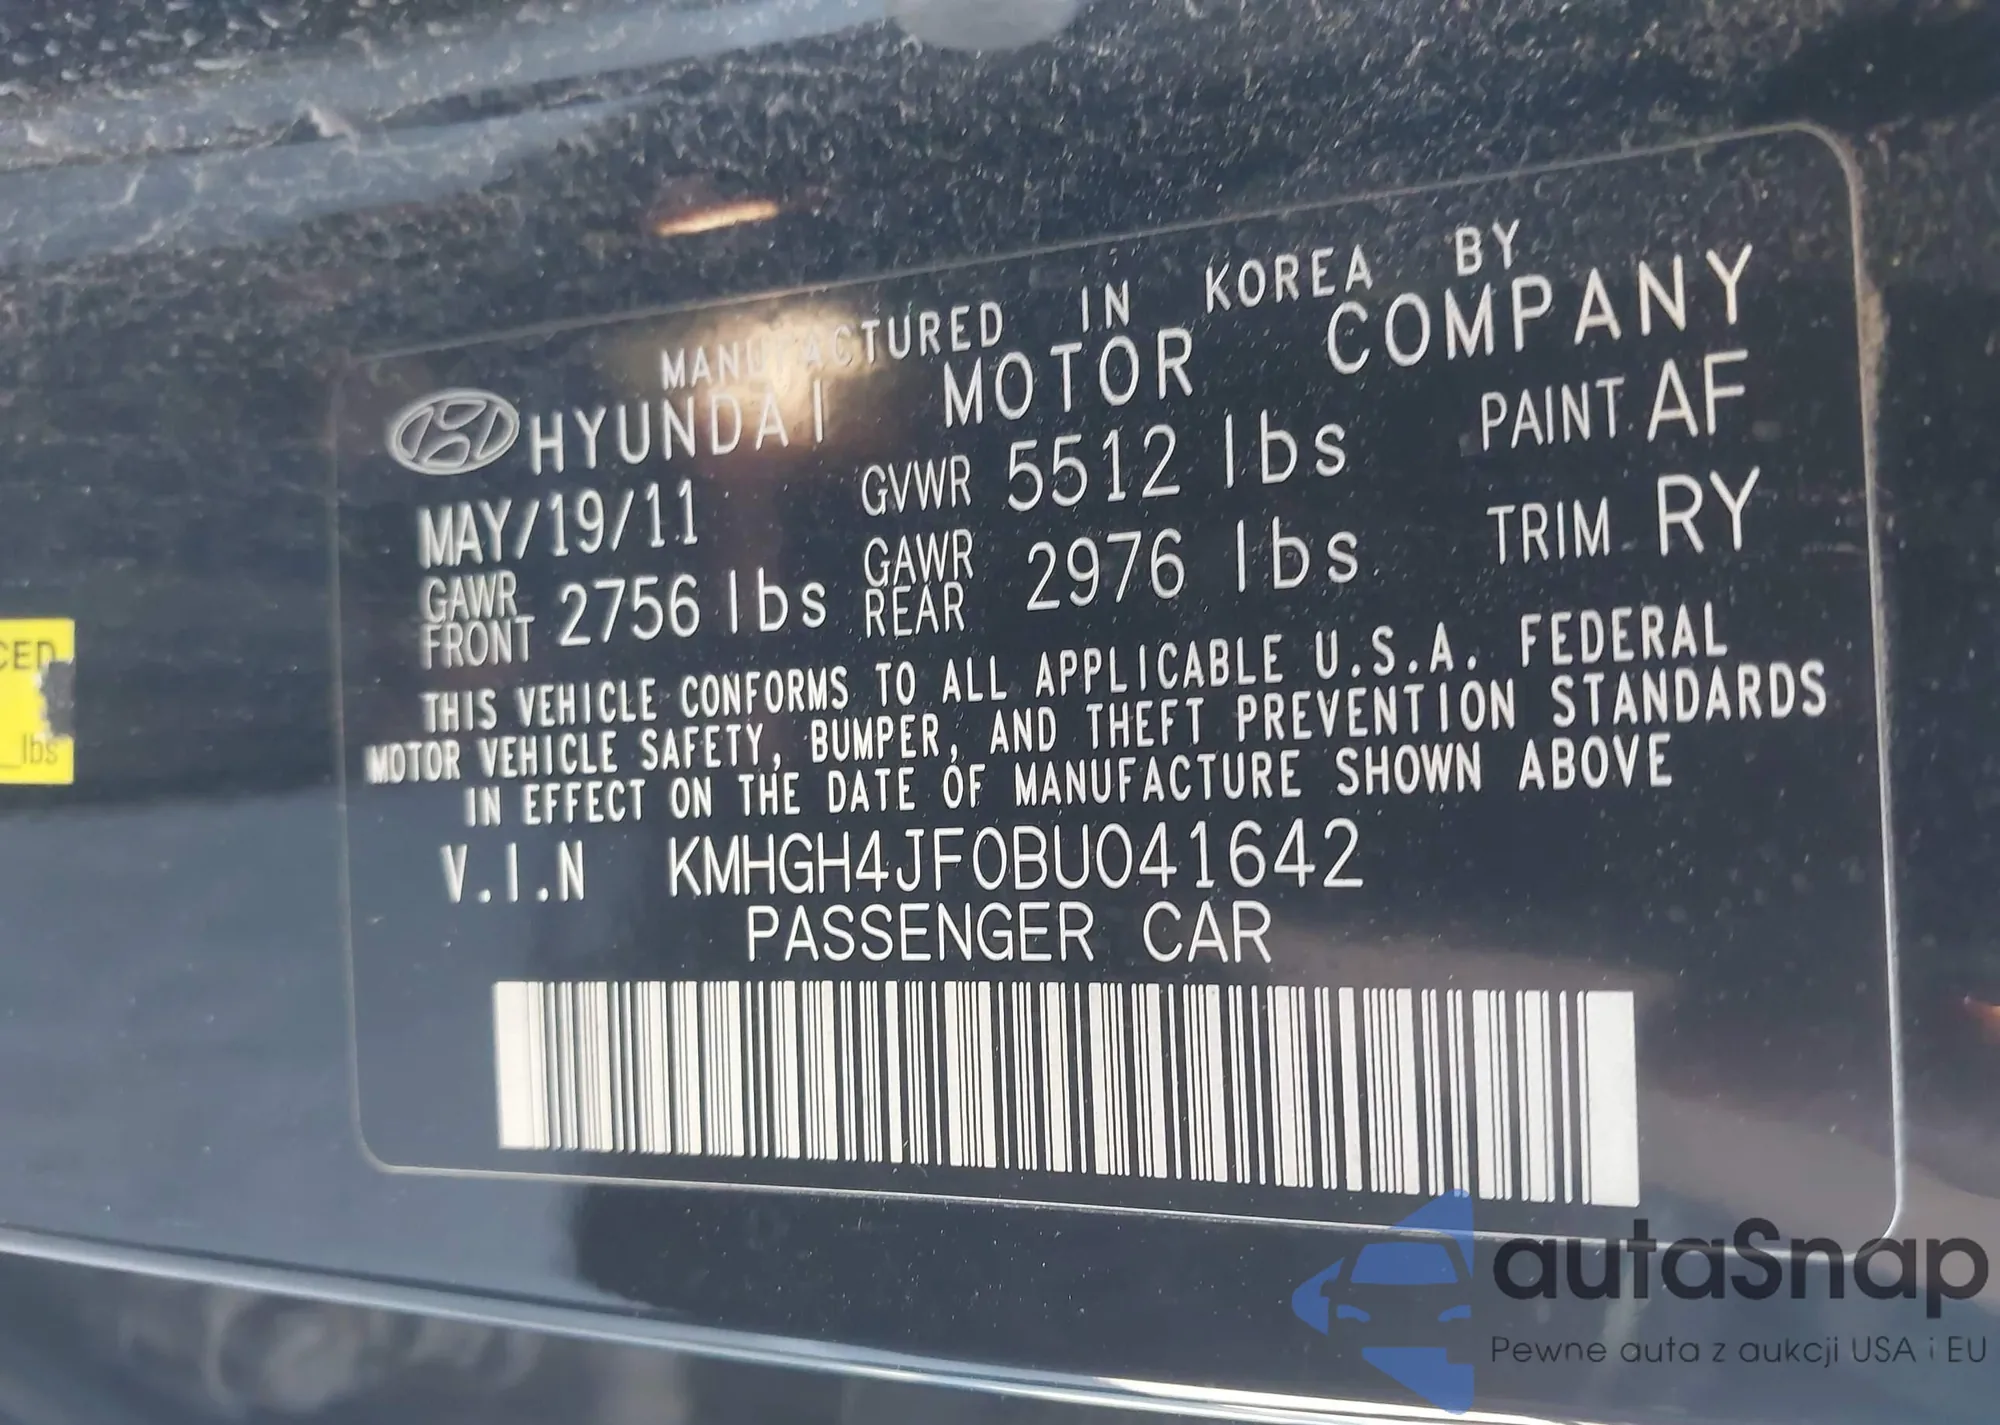 MANUFACTURED IN KOREA BY
HYUNDAI MOTOR COMPANY
MAY/19/11 GVWR 5512 lbs PAINT AF
GAWR FRONT 2756 lbs GAWR REAR 2976 lbs TRIM RY
THIS VEHICLE CONFORMS TO ALL APPLICABLE U.S.A. FEDERAL
MOTOR VEHICLE SAFETY, BUMPER, AND THEFT PREVENTION STANDARDS
IN EFFECT ON THE DATE OF MANUFACTURE SHOWN ABOVE
V.I.N KMHGH4JF0BU041642
PASSENGER CAR
lbs
autaSnap
Pewne auta z aukcji USA i EU